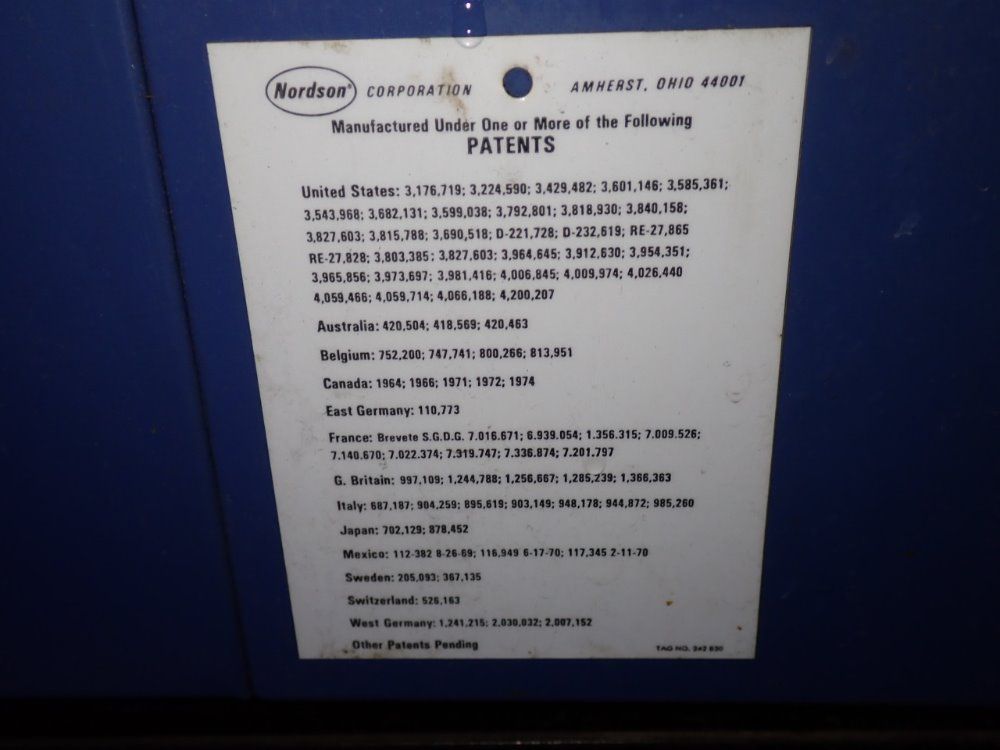 Nordson® CORPORATION AMHERST, OHIO 44001
Manufactured Under One or More of the Following
PATENTS
United States: 3,176,719; 3,224,590; 3,429,482; 3,601,146; 3,585,361;
3,543,968; 3,682,131; 3,599,038; 3,792,801; 3,818,930; 3,840,158;
3,827,603; 3,815,788; 3,690,518; D-221,728; D-232,619; RE-27,865
RE-27,828; 3,803,385; 3,827,603; 3,964,645; 3,912,630; 3,954,351;
3,965,856; 3,973,697; 3,981,416; 4,006,845; 4,009,974; 4,026,440
4,059,466; 4,059,714; 4,066,188; 4,200,207
Australia: 420,504; 418,569; 420,463
Belgium: 752,200; 747,741; 800,266; 813,951
Canada: 1964; 1966; 1971; 1972; 1974
East Germany: 110,773
France: Brevete S.G.D.G. 7.016.671; 6.939.054; 1.356.315; 7.009.526;
7.140.670; 7.022.374; 7.319.747; 7.336.874; 7.201.797
G. Britain: 997,109; 1,244,788; 1,256,667; 1,285,239; 1,366,363
Italy: 687,187; 904,259; 895,619; 903,149; 948,178; 944,872; 985,260
Japan: 702,129; 878,452
Mexico: 112-382 8-26-69; 116,949 6-17-70; 117,345 2-11-70
Sweden: 205,093; 367,135
Switzerland: 526,163
West Germany: 1,241,215; 2,030,032; 2,007,152
Other Patents Pending
TAG NO. 242 830